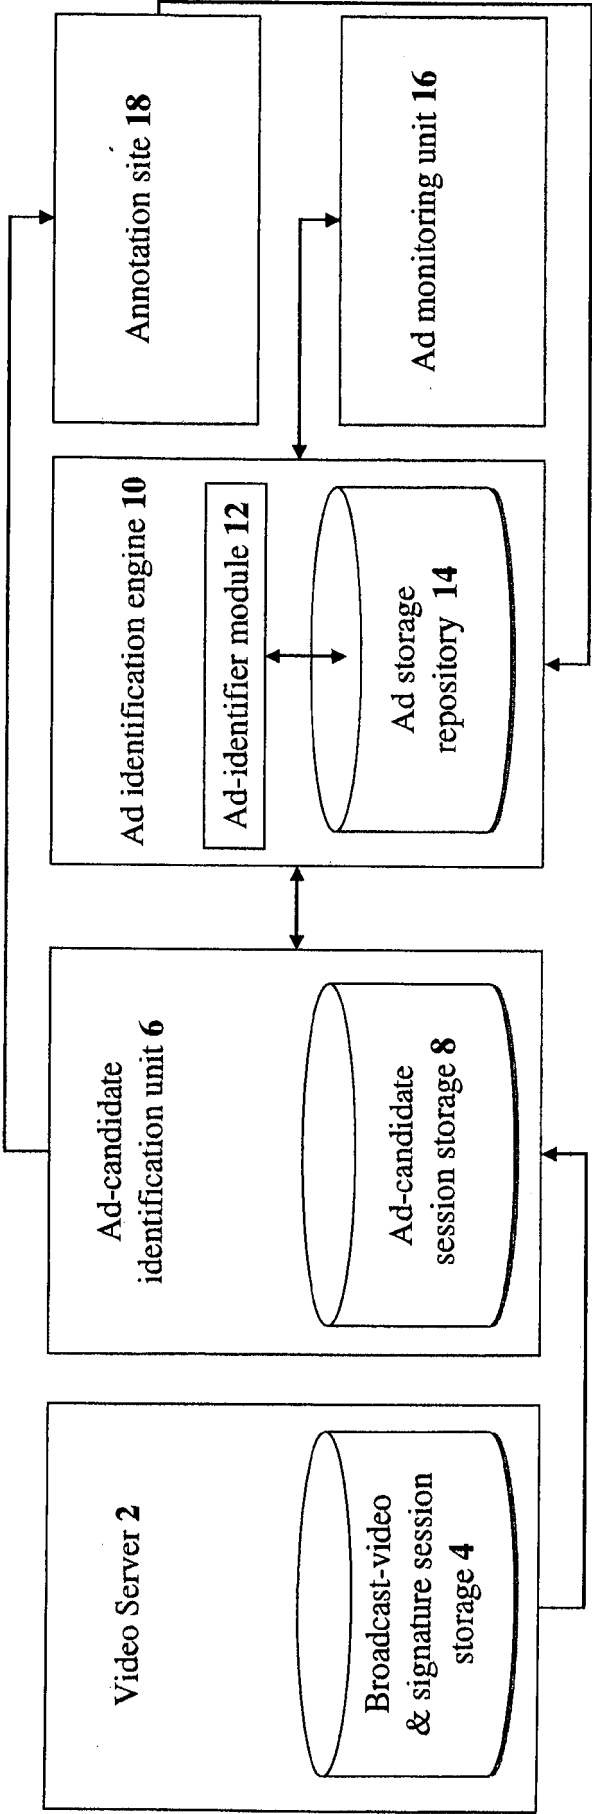 Video Server 2
Broadcast-video
& signature session
storage 4
Ad-candidate
identification unit 6
Ad-candidate
session storage 8
Ad identification engine 10
Ad-identifier module 12
Ad storage
repository 14
Annotation site 18
Ad monitoring unit 16